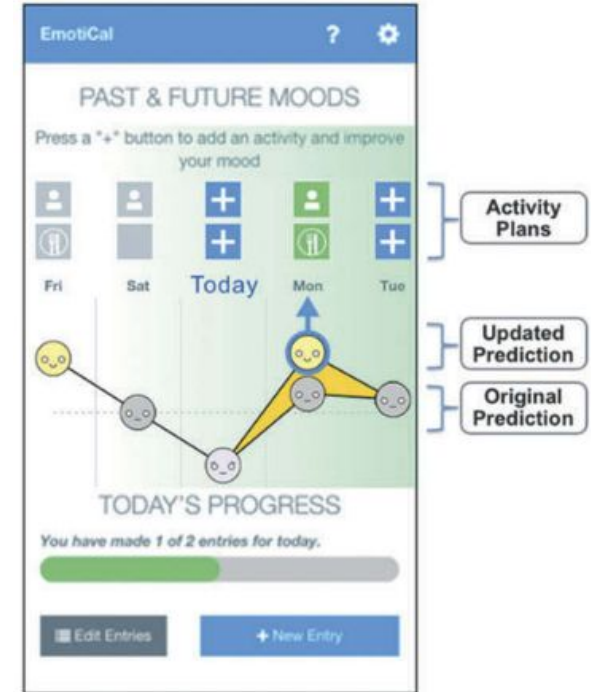 EmotiCal ?
PAST & FUTURE MOODS
Press a "+" button to add an activity and improve
your mood
Activity
Plans
Fri Sat Today Mon Tue
Updated
Prediction
Original
Prediction
TODAY'S PROGRESS
You have made 1 of 2 entries for today.
Edit Entries + New Entry